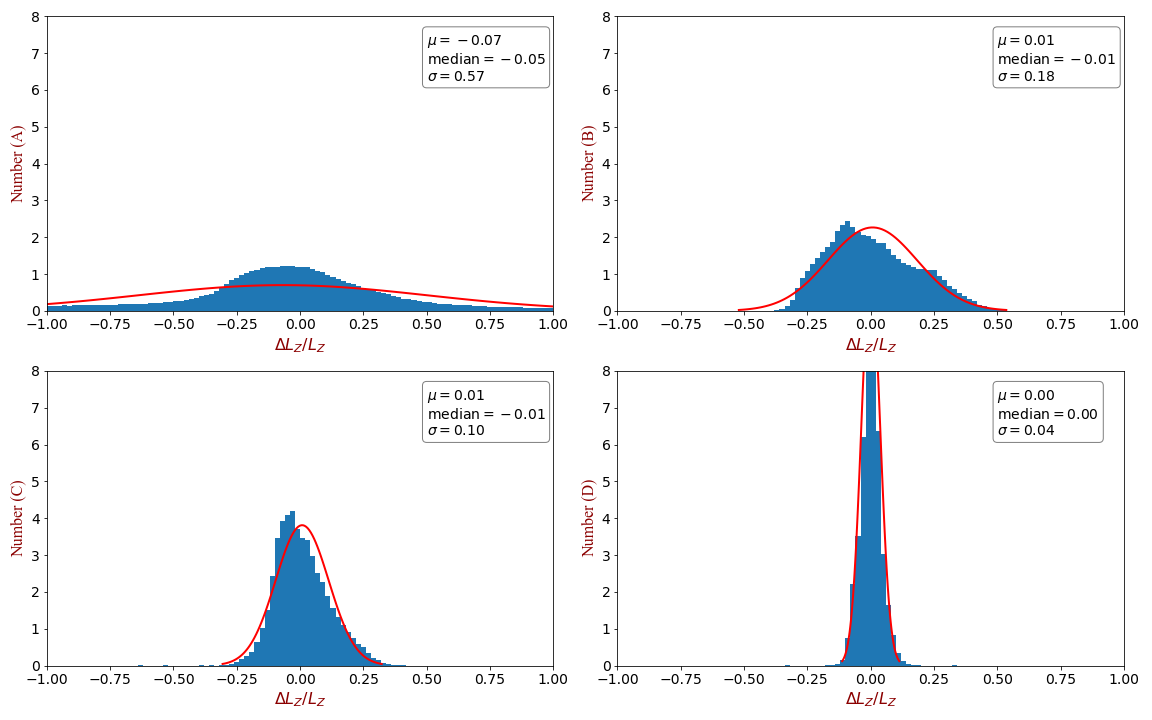 8
7
6
5
4
3
2
1
0
Number (A)
μ = −0.07
median = −0.05
σ = 0.57
−1.00 −0.75 −0.50 −0.25 0.00 0.25 0.50 0.75 1.00
ΔL_Z/L_Z
8
7
6
5
4
3
2
1
0
Number (B)
μ = 0.01
median = −0.01
σ = 0.18
−1.00 −0.75 −0.50 −0.25 0.00 0.25 0.50 0.75 1.00
ΔL_Z/L_Z
8
7
6
5
4
3
2
1
0
Number (C)
μ = 0.01
median = −0.01
σ = 0.10
−1.00 −0.75 −0.50 −0.25 0.00 0.25 0.50 0.75 1.00
ΔL_Z/L_Z
8
7
6
5
4
3
2
1
0
Number (D)
μ = 0.00
median = 0.00
σ = 0.04
−1.00 −0.75 −0.50 −0.25 0.00 0.25 0.50 0.75 1.00
ΔL_Z/L_Z